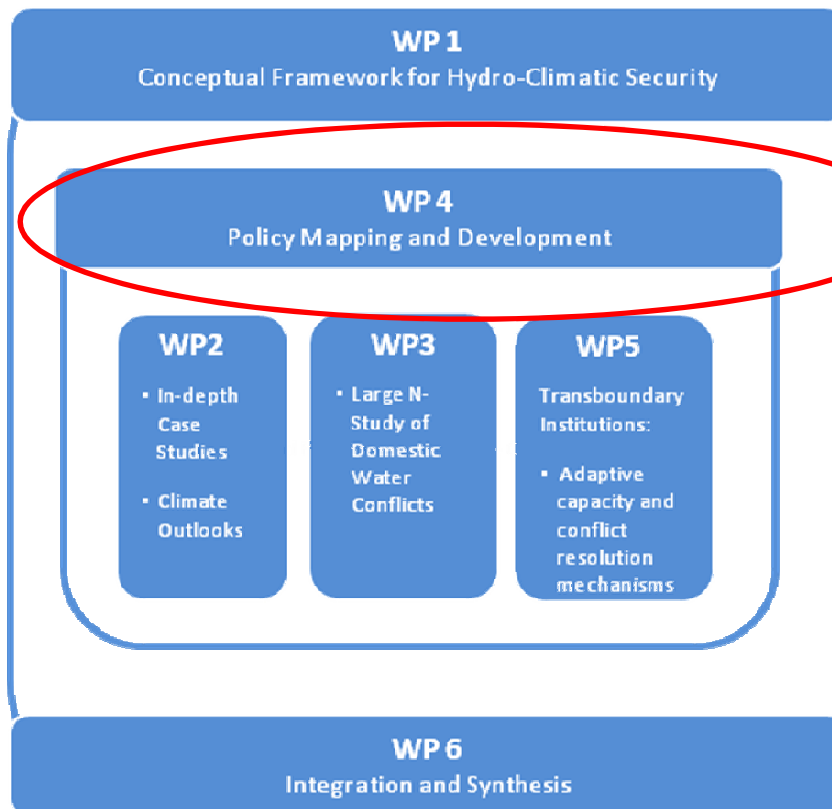 WP 1
Conceptual Framework for Hydro-Climatic Security
WP 4
Policy Mapping and Development
WP2
▪ In-depth
Case
Studies
▪ Climate
Outlooks
WP3
▪ Large N-
Study of
Domestic
Water
Conflicts
WP5
Transboundary
Institutions:
▪ Adaptive
capacity and
conflict
resolution
mechanisms
WP 6
Integration and Synthesis